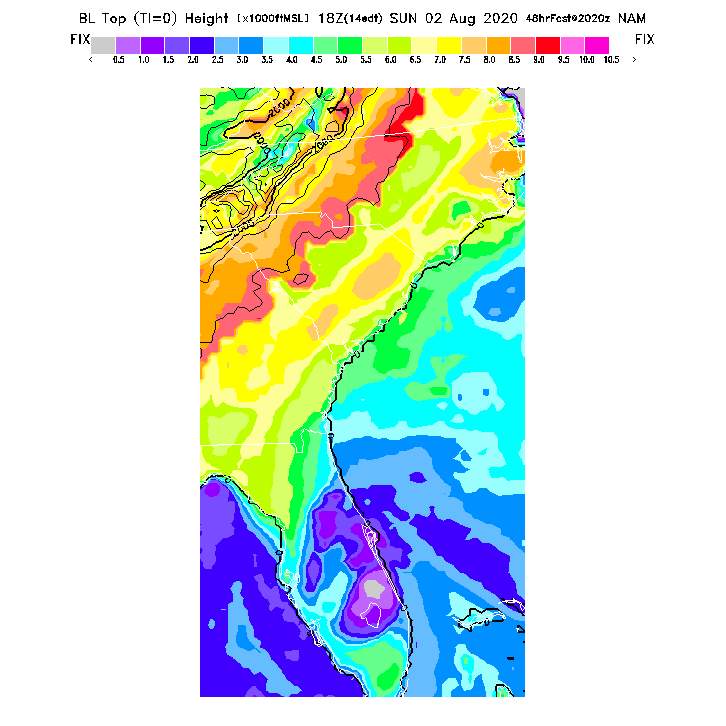 BL Top (TI=0) Height [x1000ftMSL] 18Z(14edt) SUN 02 Aug 2020 48hrFcst@2020z NAM
FIX FIX
< 0.5 1.0 1.5 2.0 2.5 3.0 3.5 4.0 4.5 5.0 5.5 6.0 6.5 7.0 7.5 8.0 8.5 9.0 9.5 10.0 10.5 >
2000
2000
2000